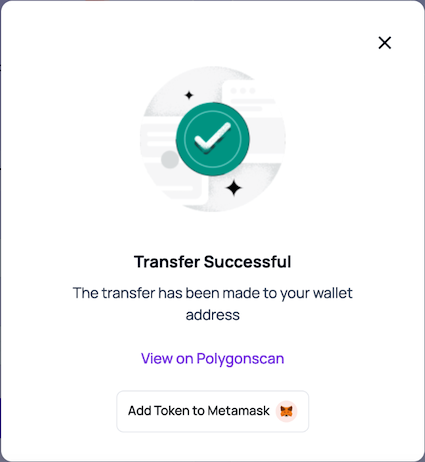 Transfer Successful
The transfer has been made to your wallet
address
View on Polygonscan
Add Token to Metamask